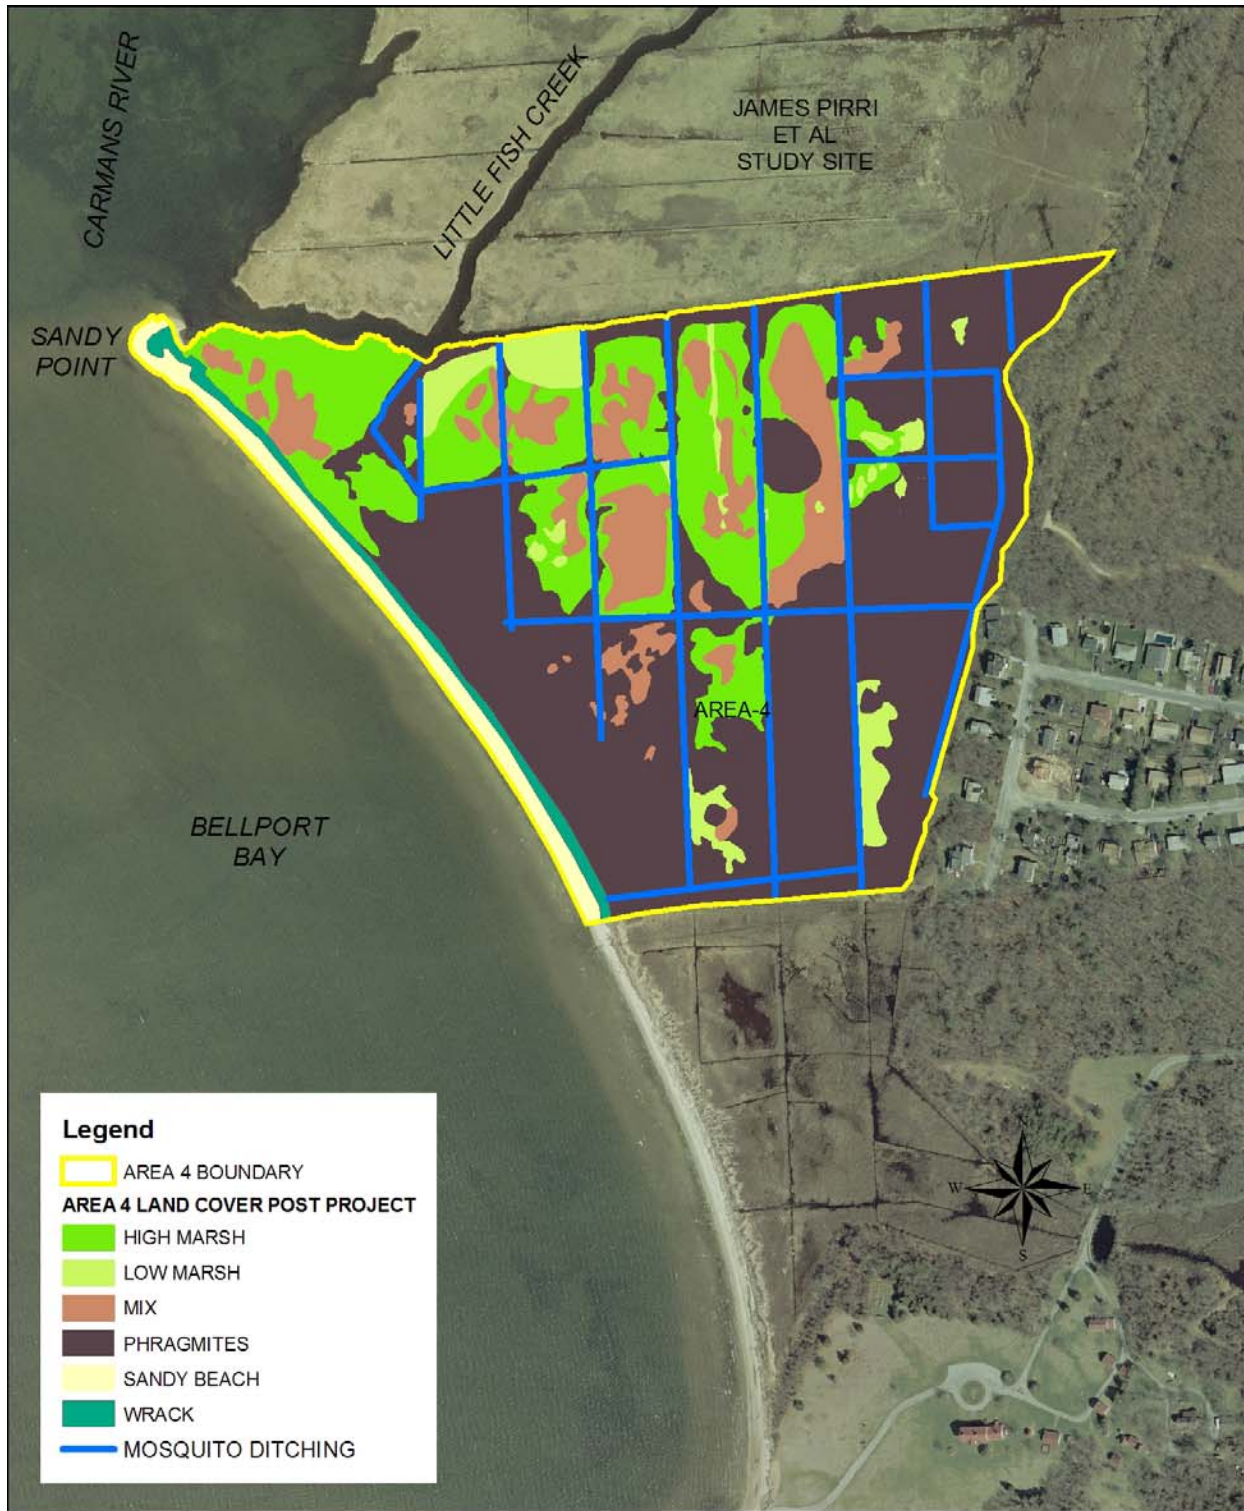 CARMANS RIVER
LITTLE FISH CREEK
JAMES PIRRI
ET AL
STUDY SITE
SANDY
POINT
AREA-4
BELLPORT
BAY
Legend
AREA 4 BOUNDARY
AREA 4 LAND COVER POST PROJECT
HIGH MARSH
LOW MARSH
MIX
PHRAGMITES
SANDY BEACH
WRACK
MOSQUITO DITCHING
N
W
E
S